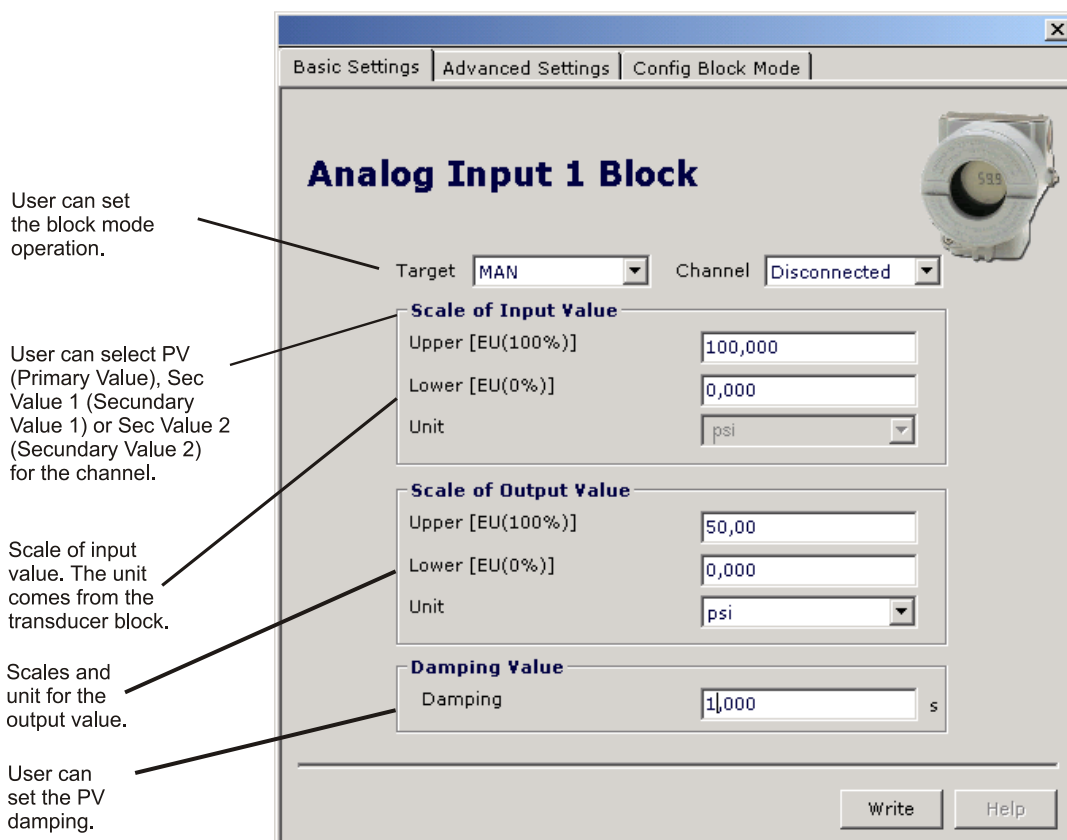 Basic Settings
Advanced Settings
Config Block Mode
Analog Input 1 Block
59.9
User can set
the block mode
operation.
Target MAN
Channel Disconnected
Scale of Input Value
Upper [EU(100%)] 100,000
Lower [EU(0%)] 0,000
Unit psi
User can select PV
(Primary Value), Sec
Value 1 (Secundary
Value 1) or Sec Value 2
(Secundary Value 2)
for the channel.
Scale of Output Value
Upper [EU(100%)] 50,00
Lower [EU(0%)] 0,000
Unit psi
Scale of input
value. The unit
comes from the
transducer block.
Scales and
unit for the
output value.
Damping Value
Damping 1,000 s
User can
set the PV
damping.
Write
Help